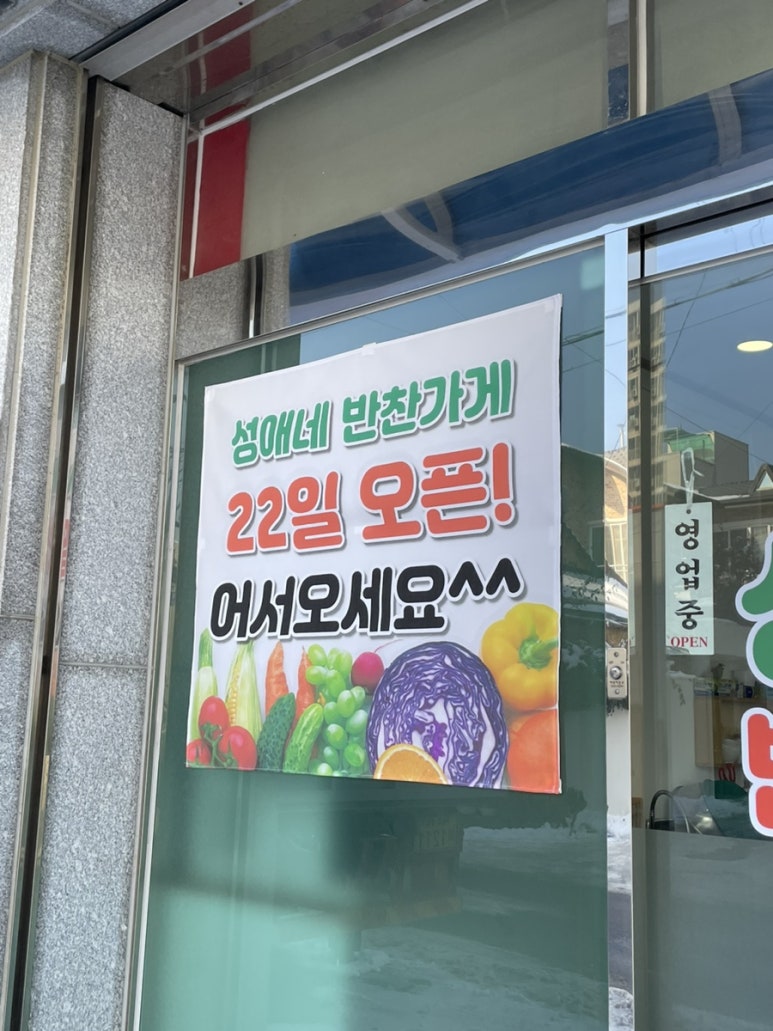 성애네 반찬가게
22일 오픈!
어서오세요^^
영업중
OPEN